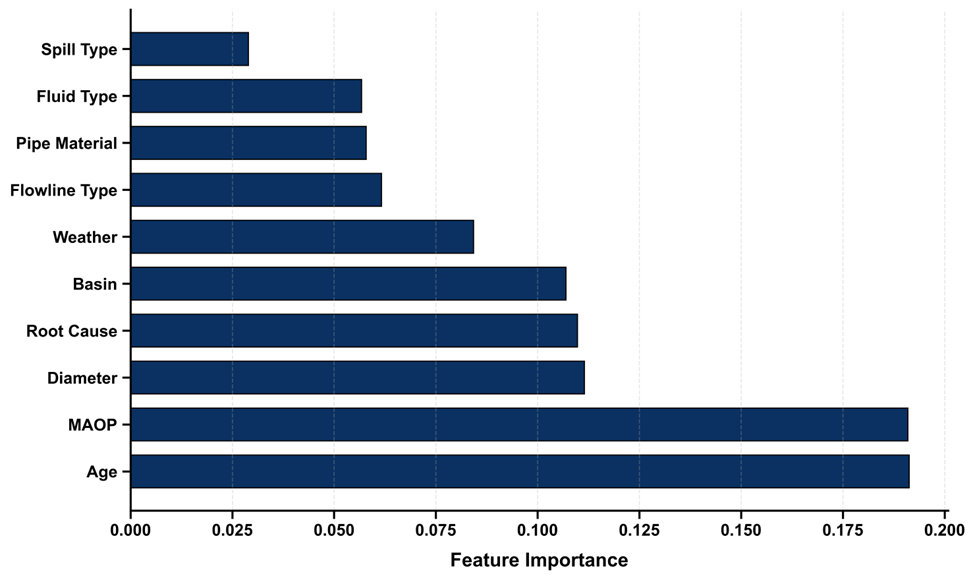 Spill Type
Fluid Type
Pipe Material
Flowline Type
Weather
Basin
Root Cause
Diameter
MAOP
Age
0.000 0.025 0.050 0.075 0.100 0.125 0.150 0.175 0.200
Feature Importance